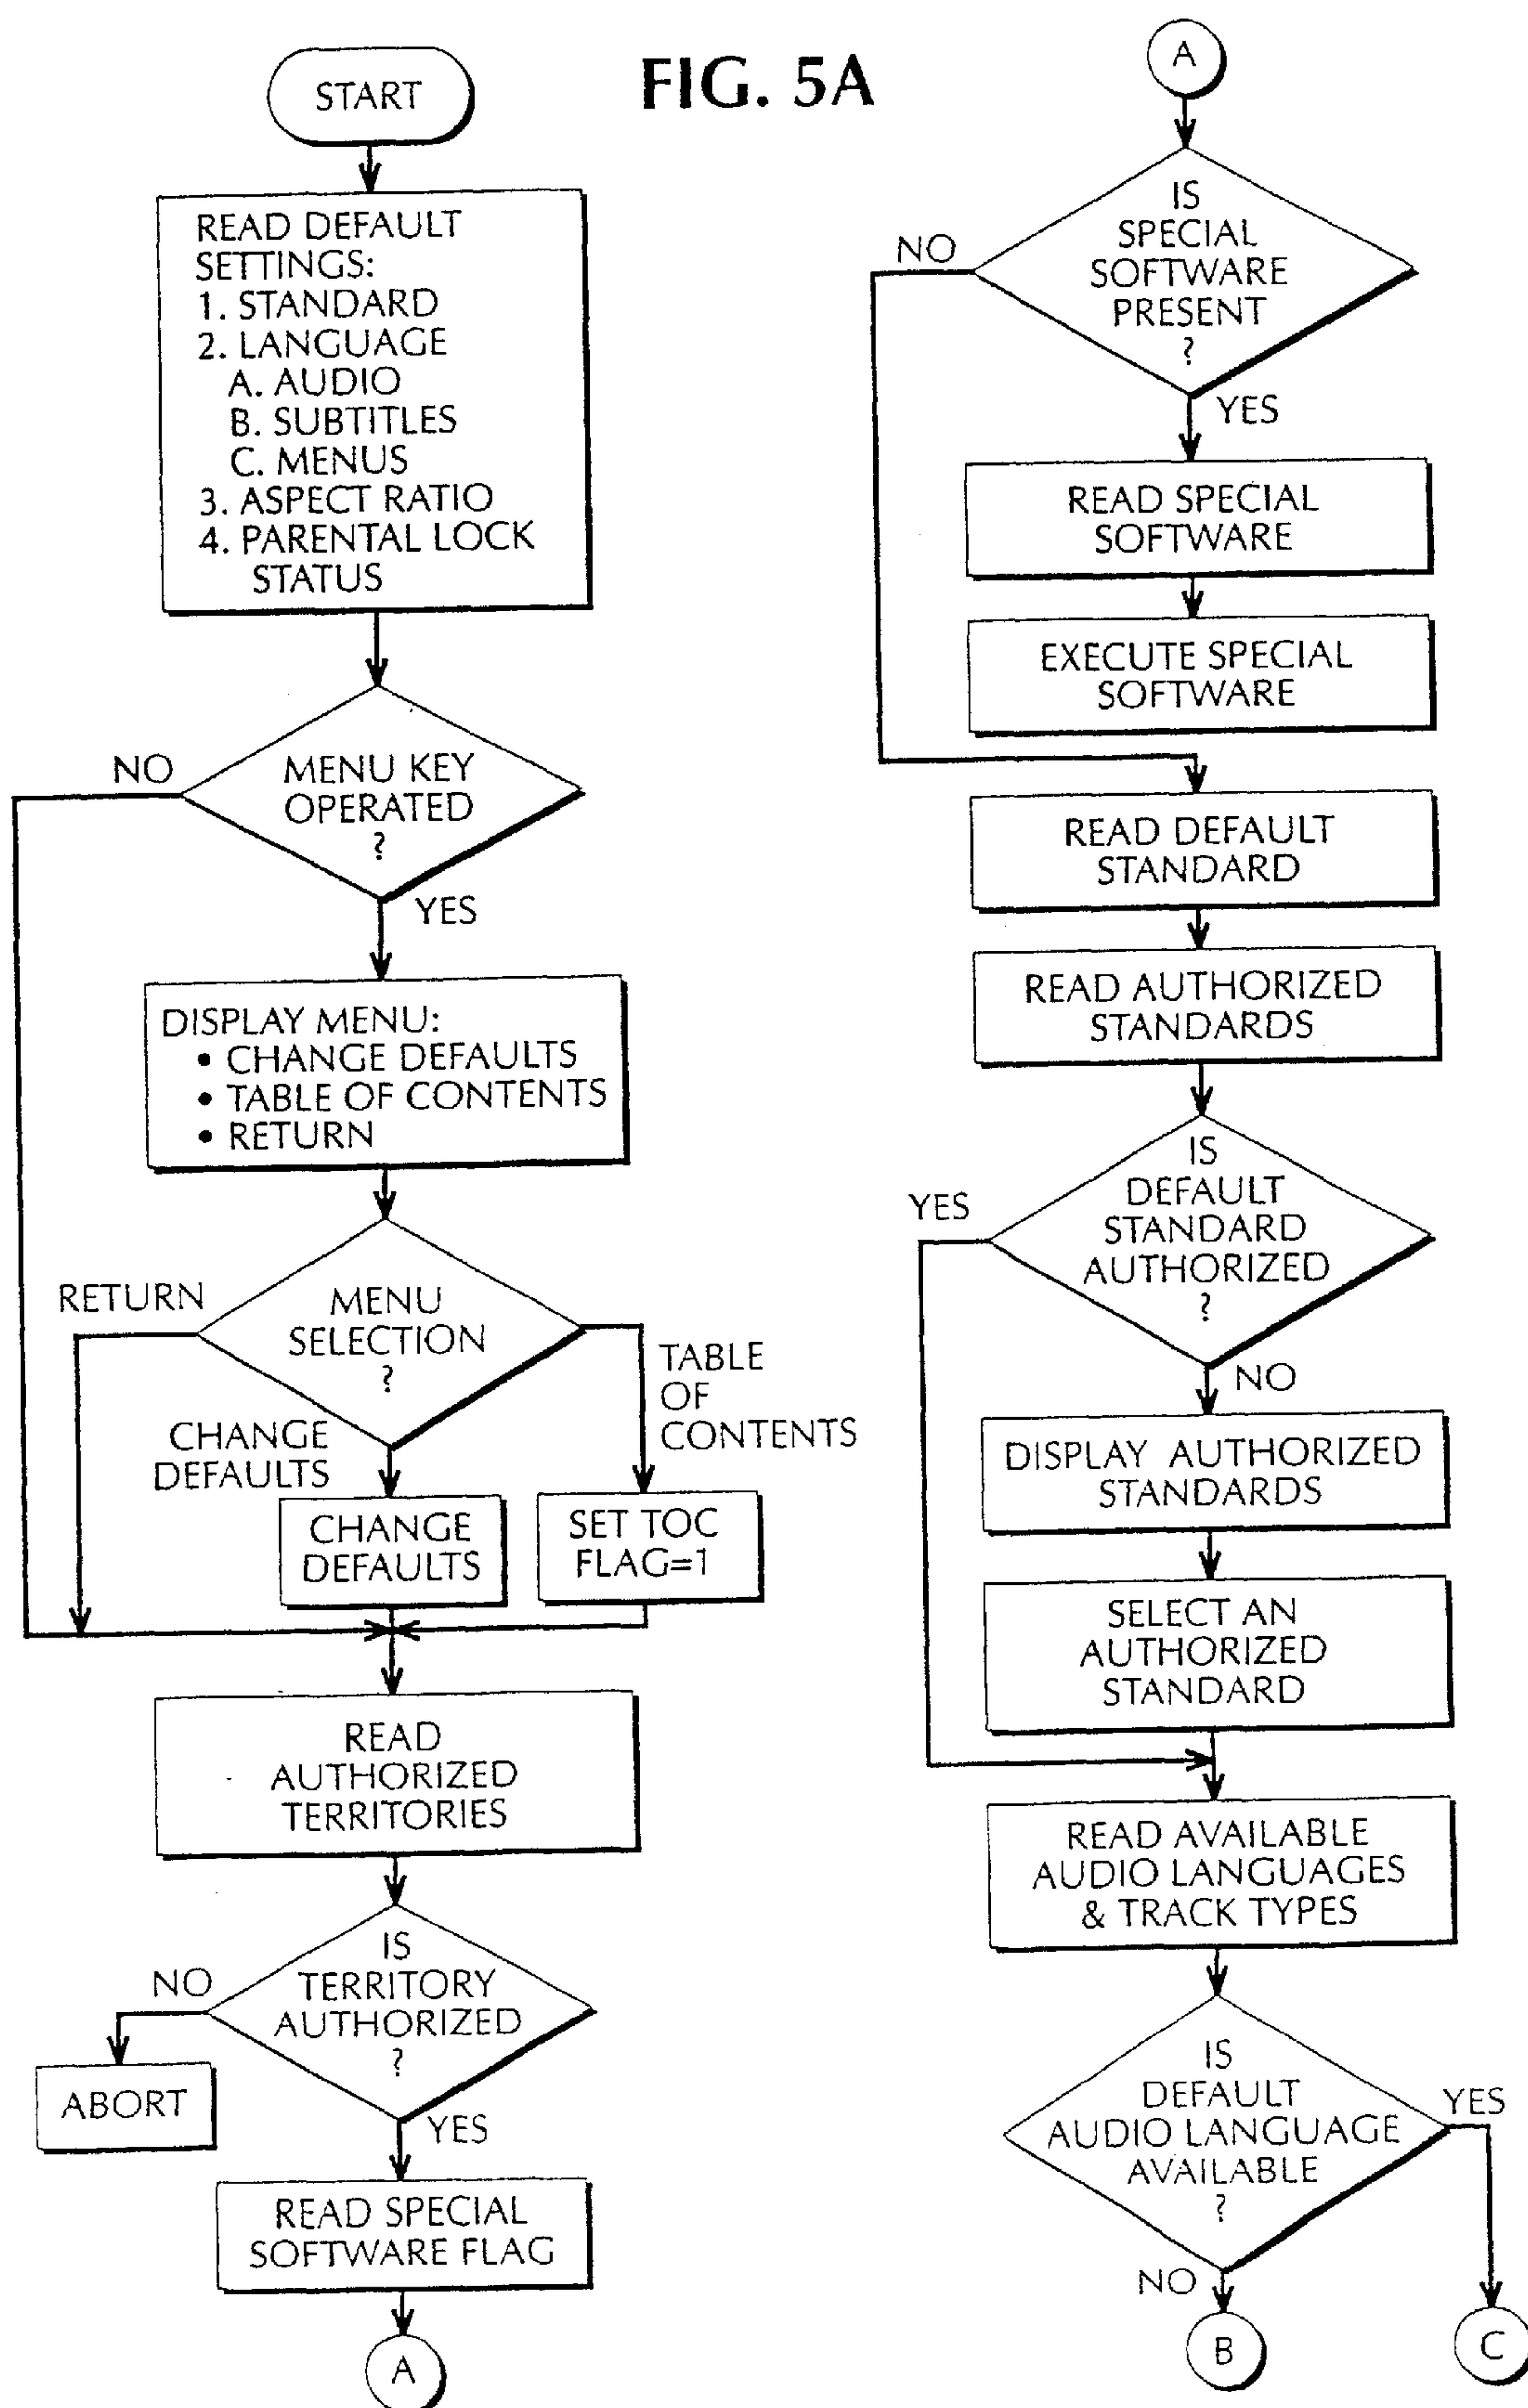 FIG. 5A
START
READ DEFAULT
SETTINGS:
1. STANDARD
2. LANGUAGE
A. AUDIO
B. SUBTITLES
C. MENUS
3. ASPECT RATIO
4. PARENTAL LOCK
STATUS
NO
MENU KEY
OPERATED
?
YES
DISPLAY MENU:
• CHANGE DEFAULTS
• TABLE OF CONTENTS
• RETURN
RETURN
MENU
SELECTION
?
TABLE
OF
CONTENTS
CHANGE
DEFAULTS
CHANGE
DEFAULTS
SET TOC
FLAG=1
READ
AUTHORIZED
TERRITORIES
NO
IS
TERRITORY
AUTHORIZED
?
ABORT
YES
READ SPECIAL
SOFTWARE FLAG
A
A
IS
SPECIAL
SOFTWARE
PRESENT
?
NO
YES
READ SPECIAL
SOFTWARE
EXECUTE SPECIAL
SOFTWARE
READ DEFAULT
STANDARD
READ AUTHORIZED
STANDARDS
YES
IS
DEFAULT
STANDARD
AUTHORIZED
?
NO
DISPLAY AUTHORIZED
STANDARDS
SELECT AN
AUTHORIZED
STANDARD
READ AVAILABLE
AUDIO LANGUAGES
& TRACK TYPES
IS
DEFAULT
AUDIO LANGUAGE
AVAILABLE
?
YES
NO
B
C